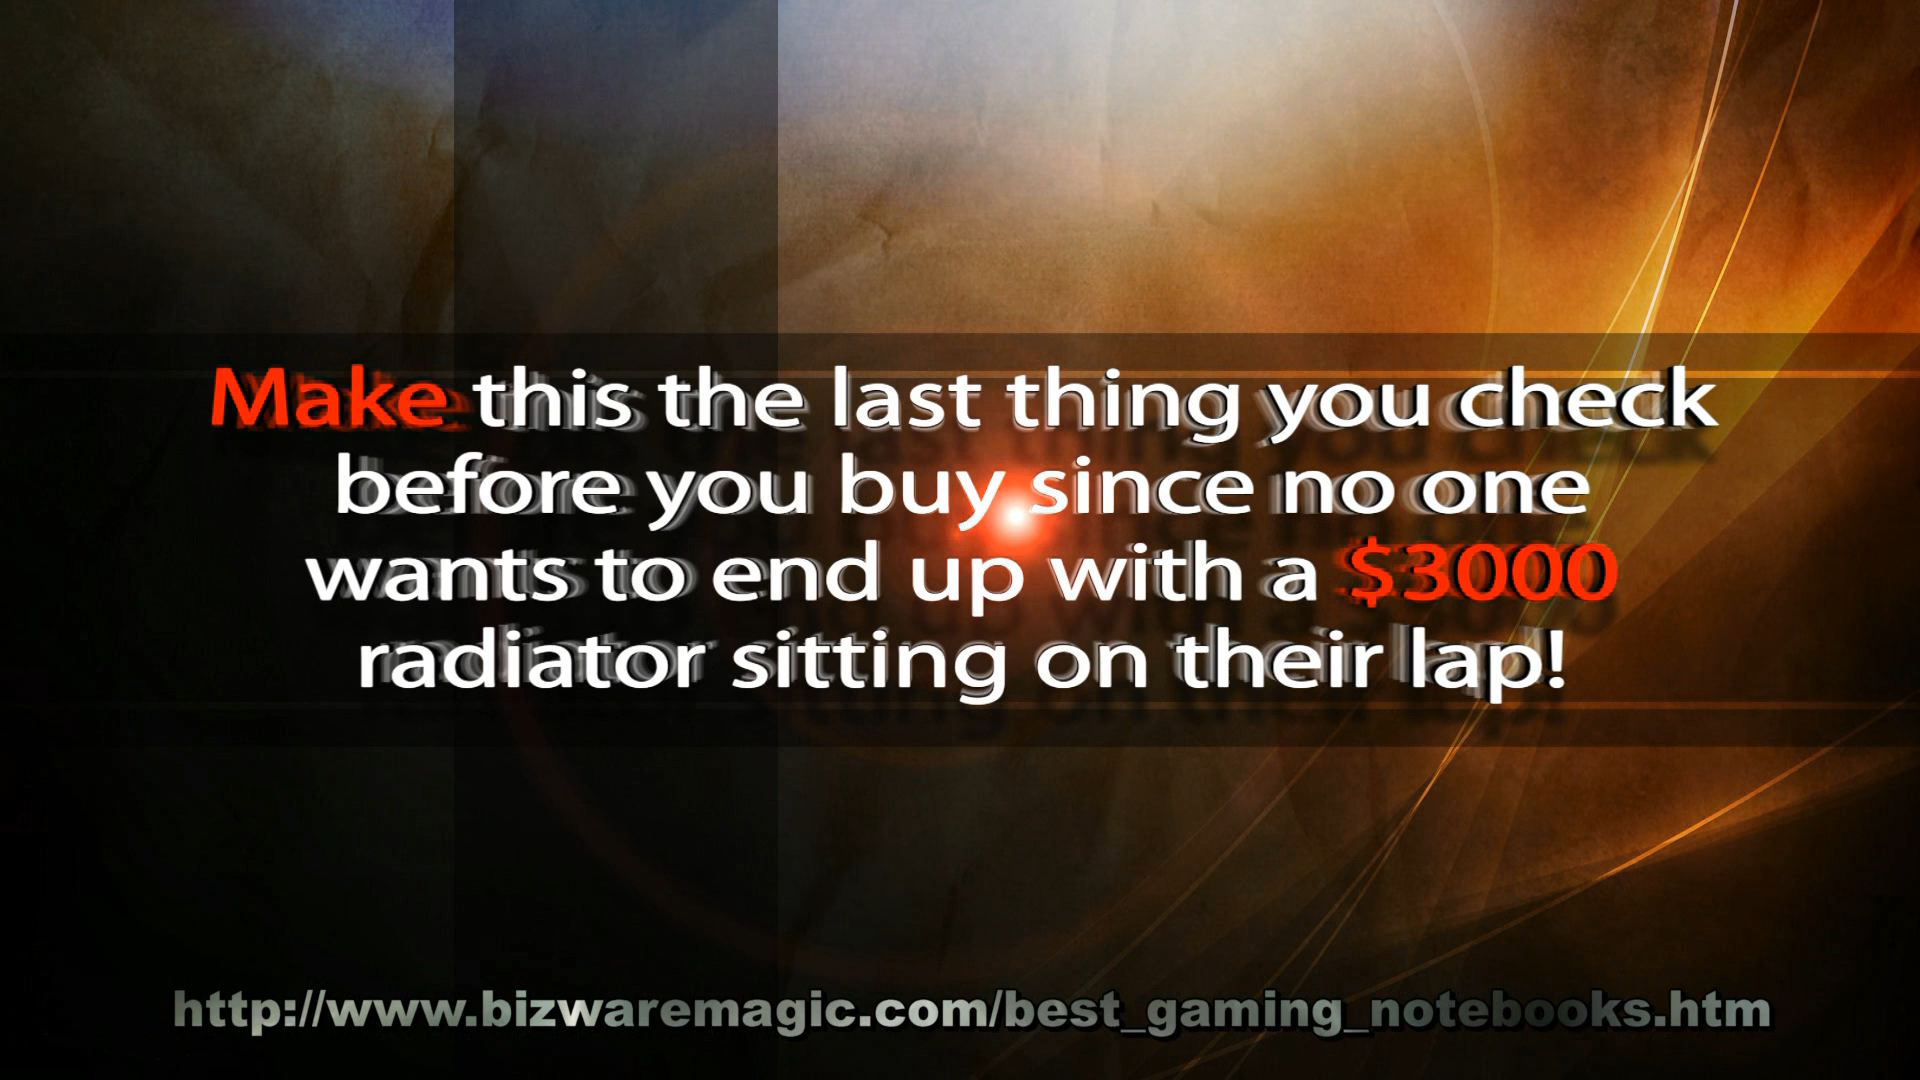 Make this the last thing you check
before you buy since no one
wants to end up with a $3000
radiator sitting on their lap!
http://www.bizwaremagic.com/best_gaming_notebooks.htm